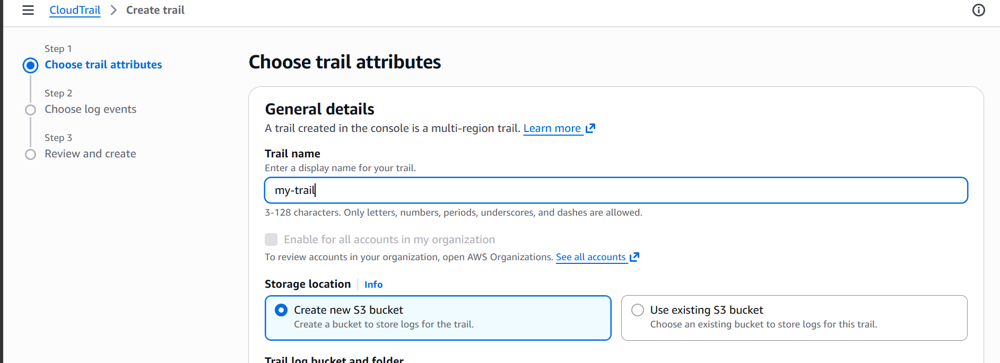 CloudTrail > Create trail
Step 1
Choose trail attributes
Step 2
Choose log events
Step 3
Review and create
Choose trail attributes
General details
A trail created in the console is a multi-region trail. Learn more
Trail name
Enter a display name for your trail.
my-trail
3-128 characters. Only letters, numbers, periods, underscores, and dashes are allowed.
Enable for all accounts in my organization
To review accounts in your organization, open AWS Organizations. See all accounts
Storage location Info
Create new S3 bucket
Create a bucket to store logs for the trail.
Use existing S3 bucket
Choose an existing bucket to store logs for this trail.
Trail log bucket and folder